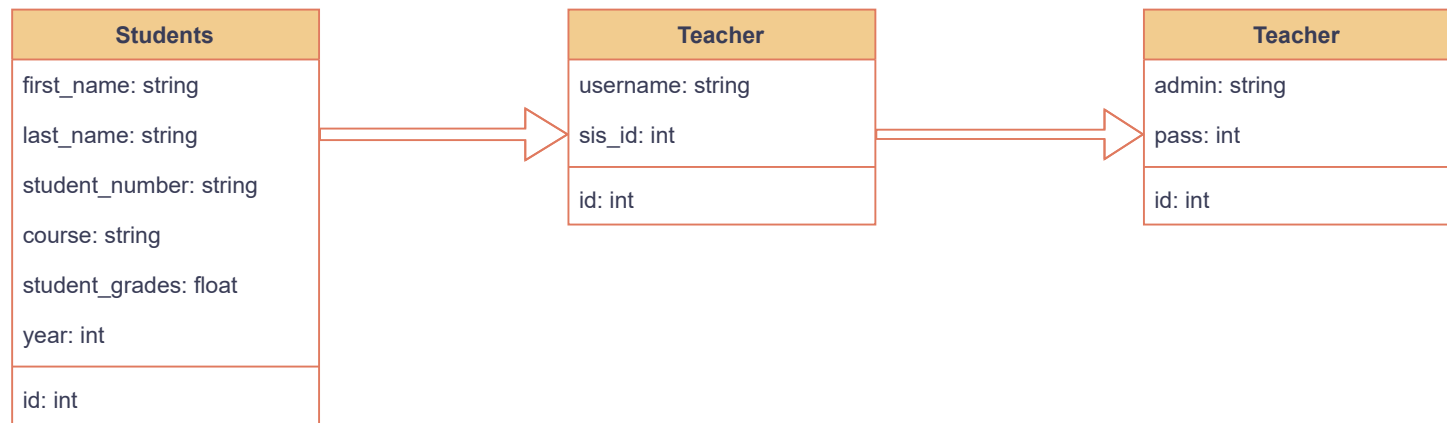 Students
first_name: string
last_name: string
student_number: string
course: string
student_grades: float
year: int
id: int
Teacher
username: string
sis_id: int
id: int
Teacher
admin: string
pass: int
id: int